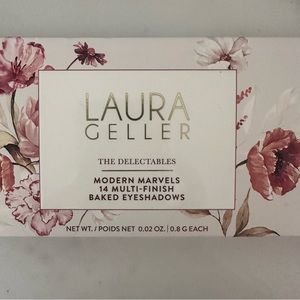 LAURA
GELLER
THE DELECTABLES
MODERN MARVELS
14 MULTI-FINISH
BAKED EYESHADOWS
NET WT. / POIDS NET 0.02 OZ. | 0.8 G EACH